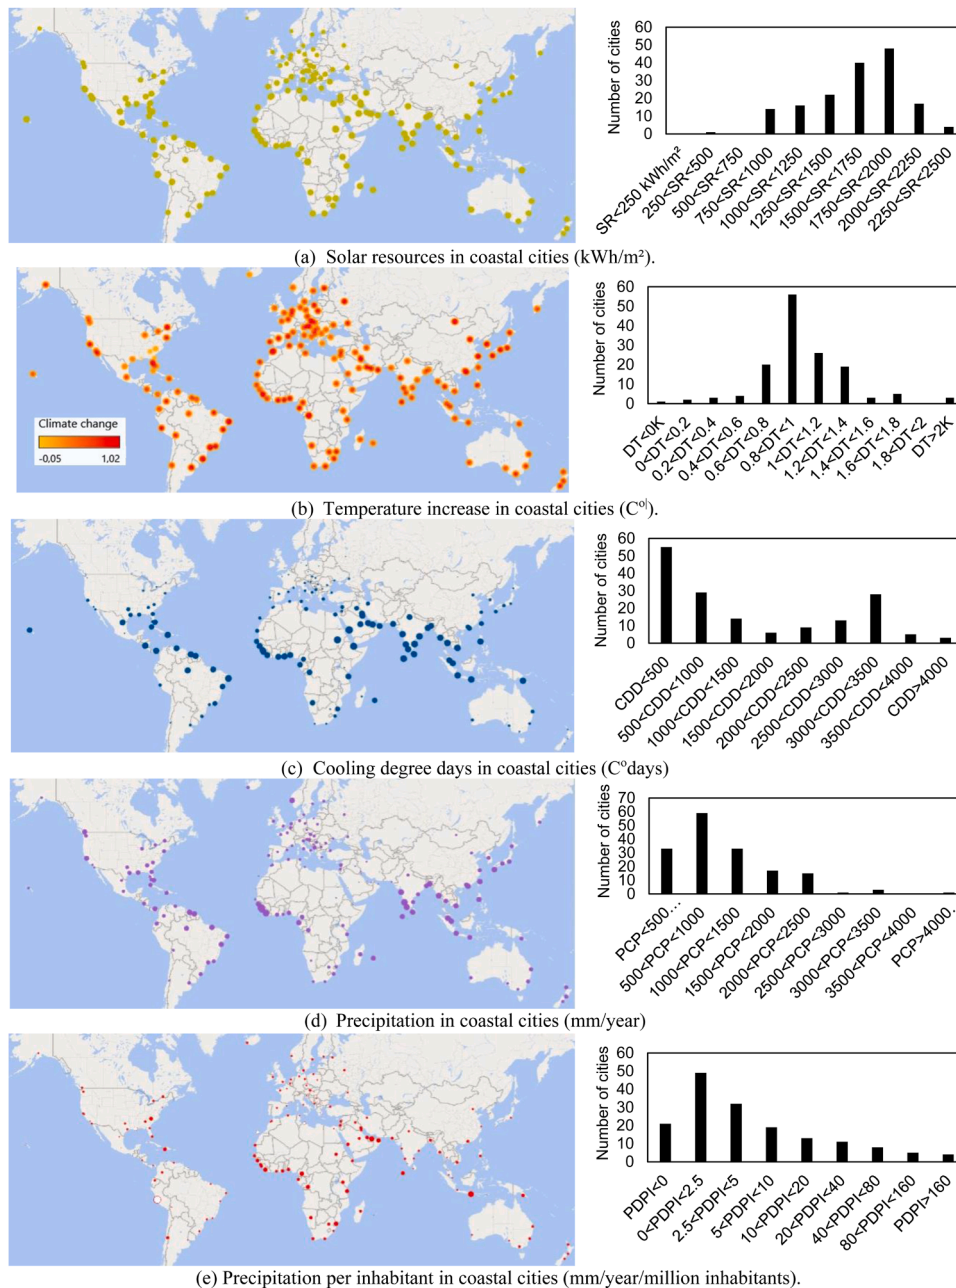 Number of cities
60
50
40
30
20
10
0
SR<250 kWh/m²
250<SR<500
500<SR<750
750<SR<1000
1000<SR<1250
1250<SR<1500
1500<SR<1750
1750<SR<2000
2000<SR<2250
2250<SR<2500
(a) Solar resources in coastal cities (kWh/m²).
Climate change
-0,05 1,02
Number of cities
60
50
40
30
20
10
0
DT<0K
0<DT<0.2
0.2<DT<0.4
0.4<DT<0.6
0.6<DT<0.8
0.8<DT<1
1<DT<1.2
1.2<DT<1.4
1.4<DT<1.6
1.6<DT<1.8
1.8<DT<2
DT>2K
(b) Temperature increase in coastal cities (Cº|).
Number of cities
60
50
40
30
20
10
0
CDD<500
500<CDD<1000
1000<CDD<1500
1500<CDD<2000
2000<CDD<2500
2500<CDD<3000
3000<CDD<3500
3500<CDD<4000
CDD>4000
(c) Cooling degree days in coastal cities (Cºdays)
Number of cities
70
60
50
40
30
20
10
0
PCP<500…
500<PCP<1000
1000<PCP<1500
1500<PCP<2000
2000<PCP<2500
2500<PCP<3000
3000<PCP<3500
3500<PCP<4000
PCP>4000..
(d) Precipitation in coastal cities (mm/year)
Number of cities
60
50
40
30
20
10
0
PDPI<0
0<PDPI<2.5
2.5<PDPI<5
5<PDPI<10
10<PDPI<20
20<PDPI<40
40<PDPI<80
80<PDPI<160
PDPI>160
(e) Precipitation per inhabitant in coastal cities (mm/year/million inhabitants).